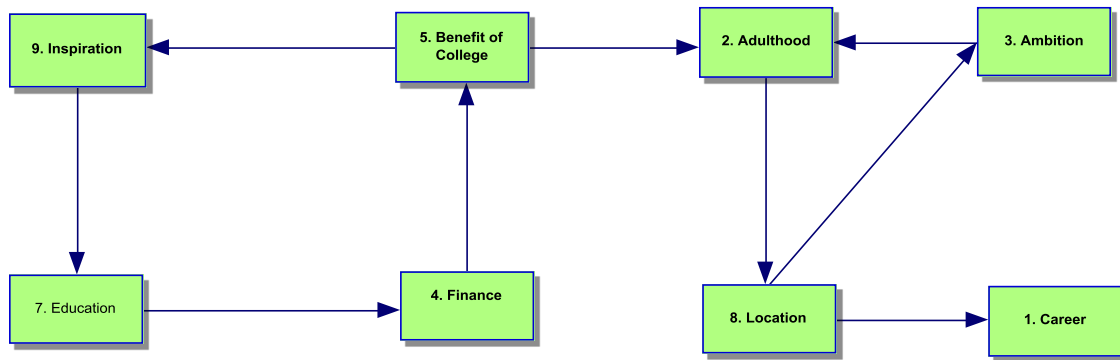 9. Inspiration
5. Benefit of
College
2. Adulthood
3. Ambition
7. Education
4. Finance
8. Location
1. Career